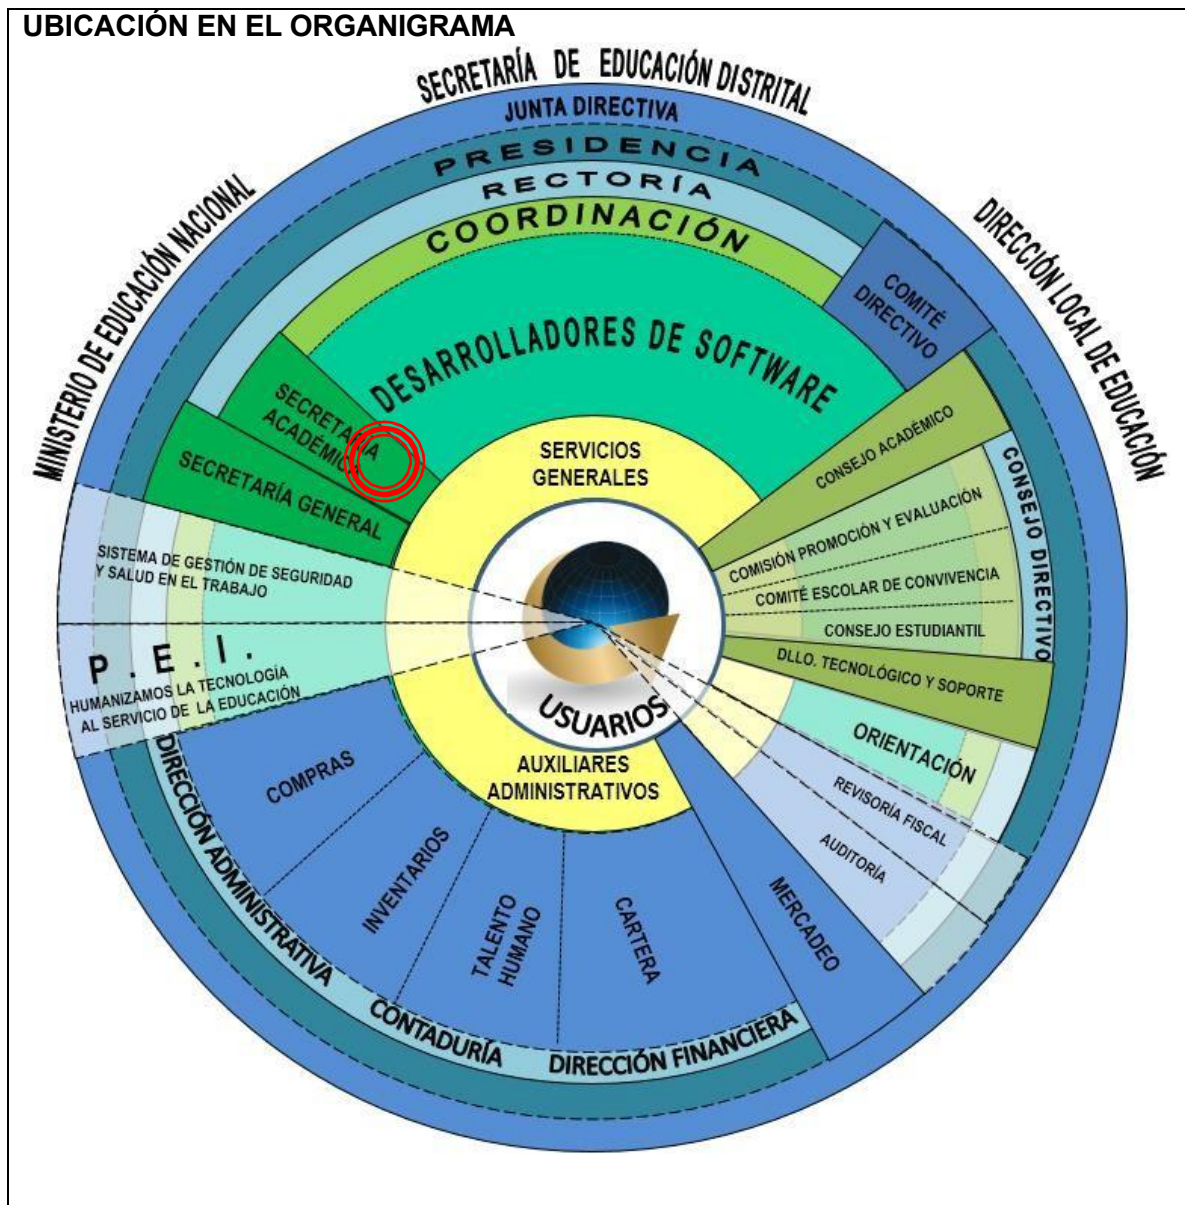 UBICACIÓN EN EL ORGANIGRAMA
SECRETARÍA DE EDUCACIÓN DISTRITAL
MINISTERIO DE EDUCACIÓN NACIONAL
DIRECCIÓN LOCAL DE EDUCACIÓN
JUNTA DIRECTIVA
PRESIDENCIA
RECTORÍA
COORDINACIÓN
DESARROLLADORES DE SOFTWARE
COMITÉ
DIRECTIVO
SECRETARÍA
ACADÉMICA
SECRETARÍA GENERAL
SERVICIOS
GENERALES
CONSEJO ACADÉMICO
CONSEJO DIRECTIVO
COMISIÓN PROMOCIÓN Y EVALUACIÓN
COMITÉ ESCOLAR DE CONVIVENCIA
CONSEJO ESTUDIANTIL
DLLO. TECNOLÓGICO Y SOPORTE
SISTEMA DE GESTIÓN DE SEGURIDAD
Y SALUD EN EL TRABAJO
P. E. I.
HUMANIZAMOS LA TECNOLOGÍA
AL SERVICIO DE LA EDUCACIÓN
USUARIOS
ORIENTACIÓN
REVISORÍA FISCAL
AUDITORÍA
MERCADEO
AUXILIARES
ADMINISTRATIVOS
COMPRAS
INVENTARIOS
TALENTO
HUMANO
CARTERA
DIRECCIÓN ADMINISTRATIVA
CONTADURÍA
DIRECCIÓN FINANCIERA